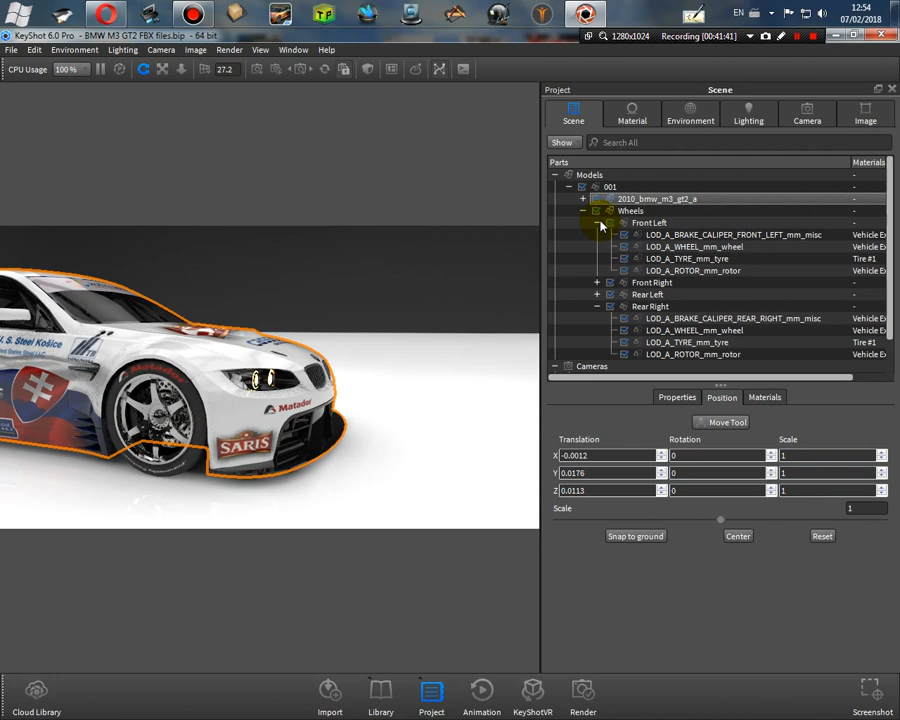 EN
12:54
07/02/2018
KeyShot 6.0 Pro - BMW M3 GT2 FBX files.bip - 64 bit
1280x1024
Recording [00:41:41]
File Edit Environment Lighting Camera Image Render View Window Help
CPU Usage 100 % 27.2
Project Scene
Scene Material Environment Lighting Camera Image
Show Search All
Parts Materials
Models -
001 -
2010_bmw_m3_gt2_a -
Wheels -
Front Left -
LOD_A_BRAKE_CALIPER_FRONT_LEFT_mm_misc Vehicle Ex
LOD_A_WHEEL_mm_wheel Vehicle Ex
LOD_A_TYRE_mm_tyre Tire #1
LOD_A_ROTOR_mm_rotor Vehicle Ex
Front Right -
Rear Left -
Rear Right -
LOD_A_BRAKE_CALIPER_REAR_RIGHT_mm_misc Vehicle Ex
LOD_A_WHEEL_mm_wheel Vehicle Ex
LOD_A_TYRE_mm_tyre Tire #1
LOD_A_ROTOR_mm_rotor Vehicle Ex
Cameras
Properties Position Materials
Move Tool
Translation Rotation Scale
X -0.0012 0 1
Y 0.0176 0 1
Z 0.0113 0 1
Scale 1
Snap to ground Center Reset
U. S. Steel Košice
Matador
Matador
SARIS
Cloud Library Import Library Project Animation KeyShotVR Render Screenshot